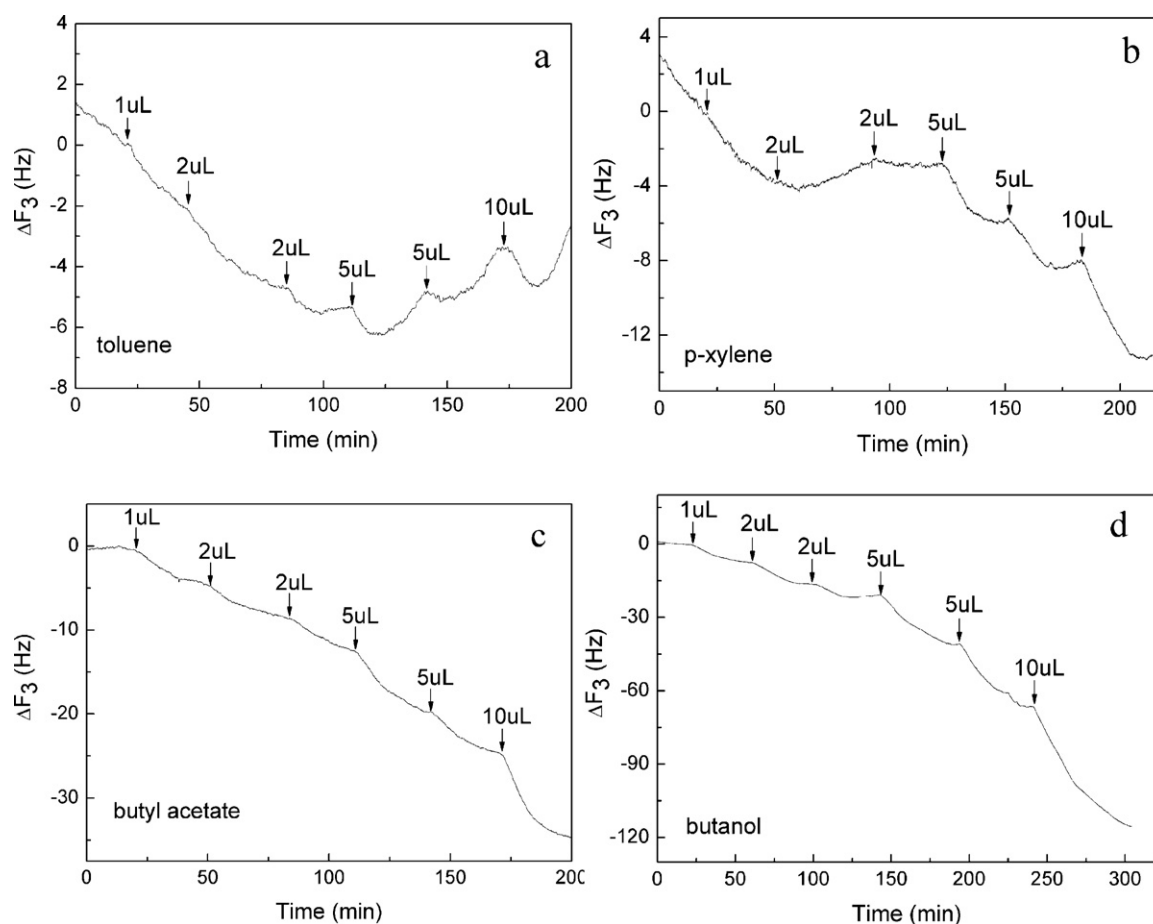 a
4
2
0
-2
-4
-6
-8
ΔF3 (Hz)
1uL
2uL
2uL
5uL
5uL
10uL
toluene
0
50
100
150
200
Time (min)
b
4
0
-4
-8
-12
ΔF3 (Hz)
1uL
2uL
2uL
5uL
5uL
10uL
p-xylene
0
50
100
150
200
Time (min)
c
0
-10
-20
-30
ΔF3 (Hz)
1uL
2uL
2uL
5uL
5uL
10uL
butyl acetate
0
50
100
150
200
Time (min)
d
0
-30
-60
-90
-120
ΔF3 (Hz)
1uL
2uL
2uL
5uL
5uL
10uL
butanol
0
50
100
150
200
250
300
Time (min)